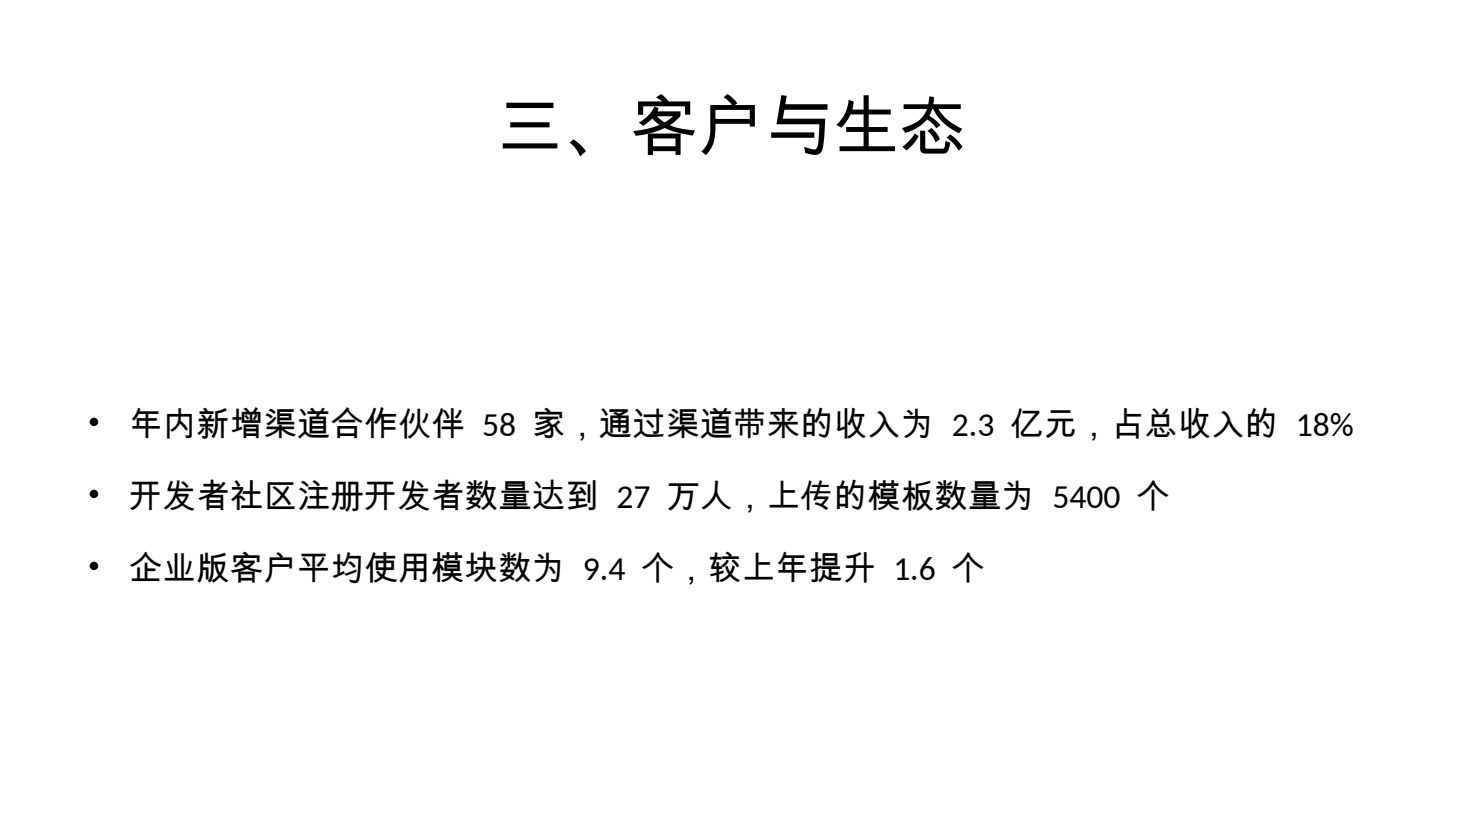 三、客户与生态
• 年内新增渠道合作伙伴 58 家，通过渠道带来的收入为 2.3 亿元，占总收入的 18%
• 开发者社区注册开发者数量达到 27 万人，上传的模板数量为 5400 个
• 企业版客户平均使用模块数为 9.4 个，较上年提升 1.6 个